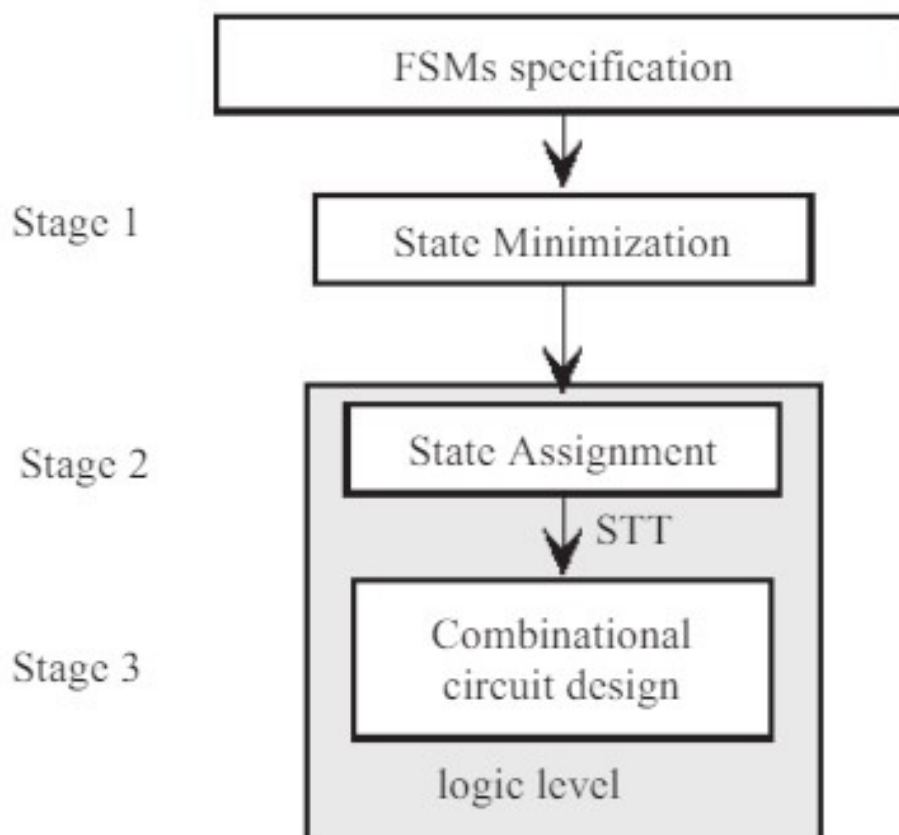 FSMs specification
Stage 1
State Minimization
Stage 2
State Assignment
STT
Stage 3
Combinational
circuit design
logic level